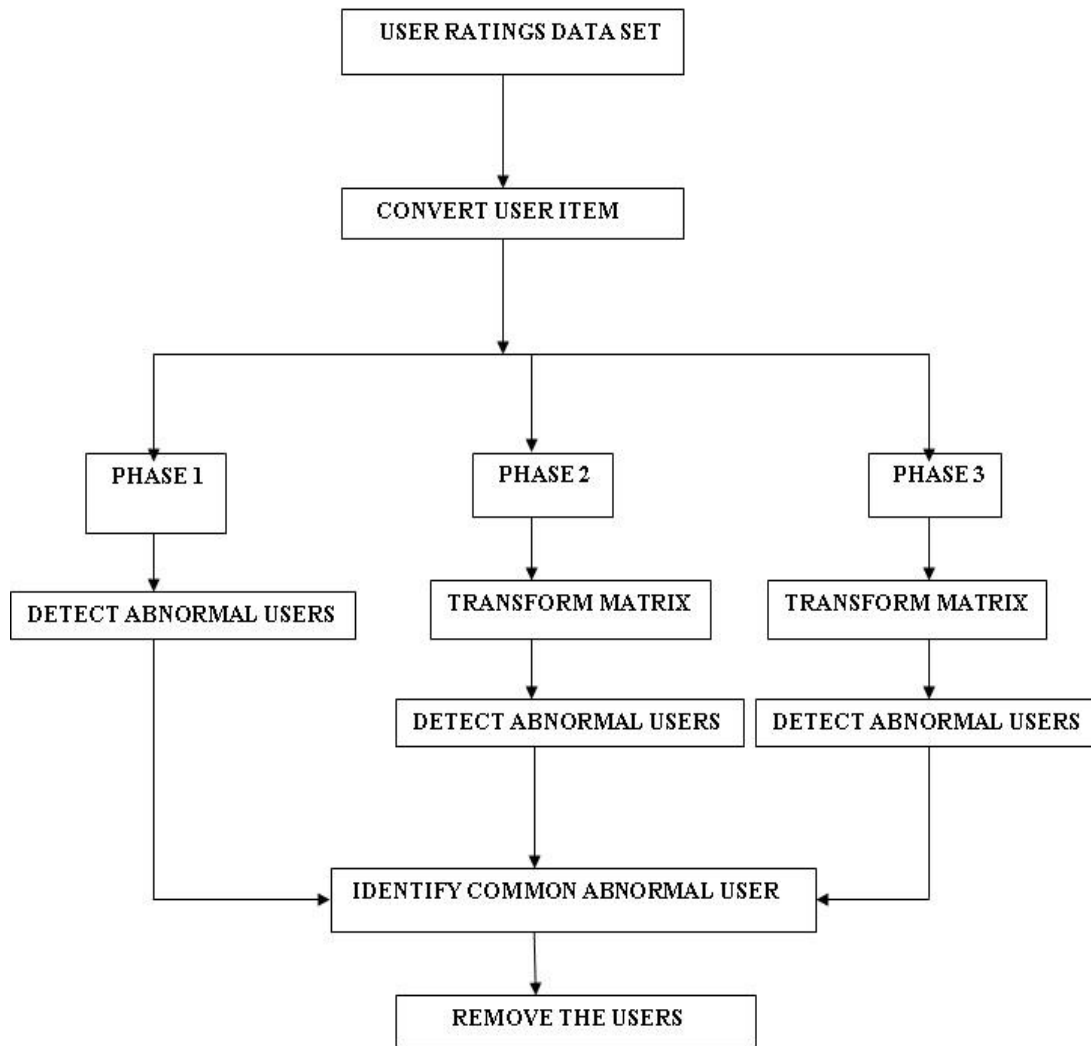 USER RATINGS DATA SET
CONVERT USER ITEM
PHASE 1
PHASE 2
PHASE 3
DETECT ABNORMAL USERS
TRANSFORM MATRIX
TRANSFORM MATRIX
DETECT ABNORMAL USERS
DETECT ABNORMAL USERS
IDENTIFY COMMON ABNORMAL USER
REMOVE THE USERS